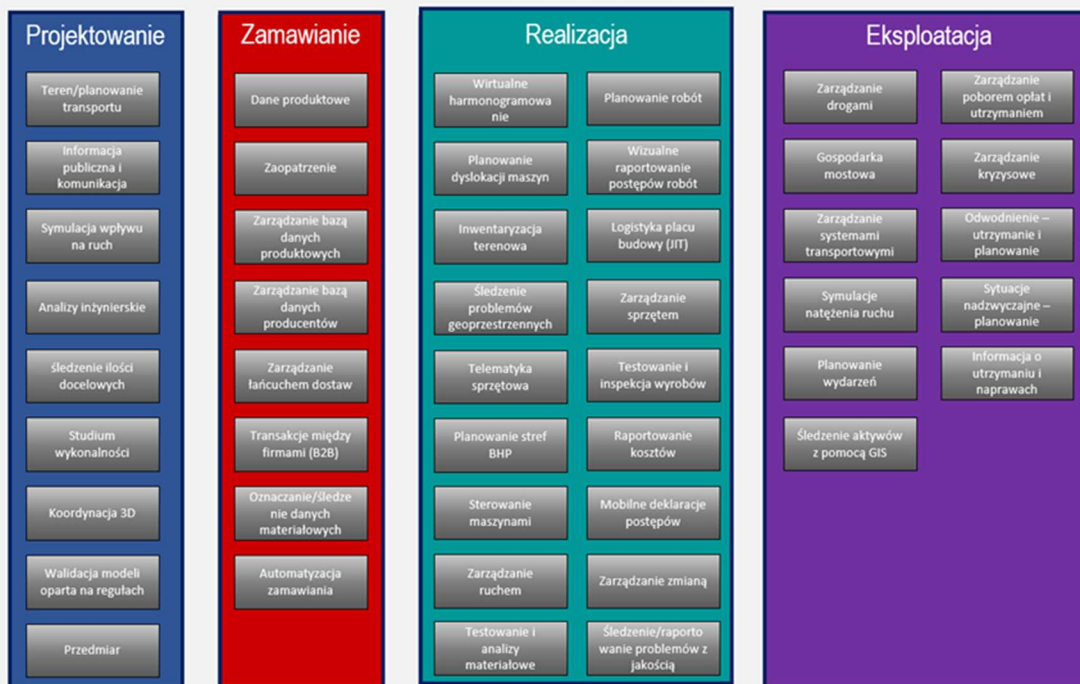 Projektowanie
Teren/planowanie
transportu
Informacja
publiczna i
komunikacja
Symulacja wpływu
na ruch
Analizy inżynierskie
śledzenie ilości
docelowych
Studium
wykonalności
Koordynacja 3D
Walidacja modeli
oparta na regułach
Przedmiar
Zamawianie
Dane produktowe
Zaopatrzenie
Zarządzanie bazą
danych
produktowych
Zarządzanie bazą
danych
producentów
Zarządzanie
łańcuchem dostaw
Transakcje między
firmami (B2B)
Oznaczanie/śledze
nie danych
materiałowych
Automatyzacja
zamawiania
Realizacja
Wirtualne
harmonogramowa
nie
Planowanie robót
Planowanie
dyslokacji maszyn
Wizualne
raportowanie
postępów robót
Inwentaryzacja
terenowa
Logistyka placu
budowy (JIT)
Śledzenie
problemów
geoprzestrzennych
Zarządzanie
sprzętem
Telematyka
sprzętowa
Testowanie i
inspekcja wyrobów
Planowanie stref
BHP
Raportowanie
kosztów
Sterowanie
maszynami
Mobilne deklaracje
postępów
Zarządzanie
ruchem
Zarządzanie zmianą
Testowanie i
analizy
materiałowe
Śledzenie/raporto
wanie problemów z
jakością
Eksploatacja
Zarządzanie
drogami
Zarządzanie
poborem opłat i
utrzymaniem
Gospodarka
mostowa
Zarządzanie
kryzysowe
Zarządzanie
systemami
transportowymi
Odwodnienie –
utrzymanie i
planowanie
Symulacje
natężenia ruchu
Sytuacje
nadzwyczajne –
planowanie
Planowanie
wydarzeń
Informacja o
utrzymaniu i
naprawach
Śledzenie aktywów
z pomocą GIS